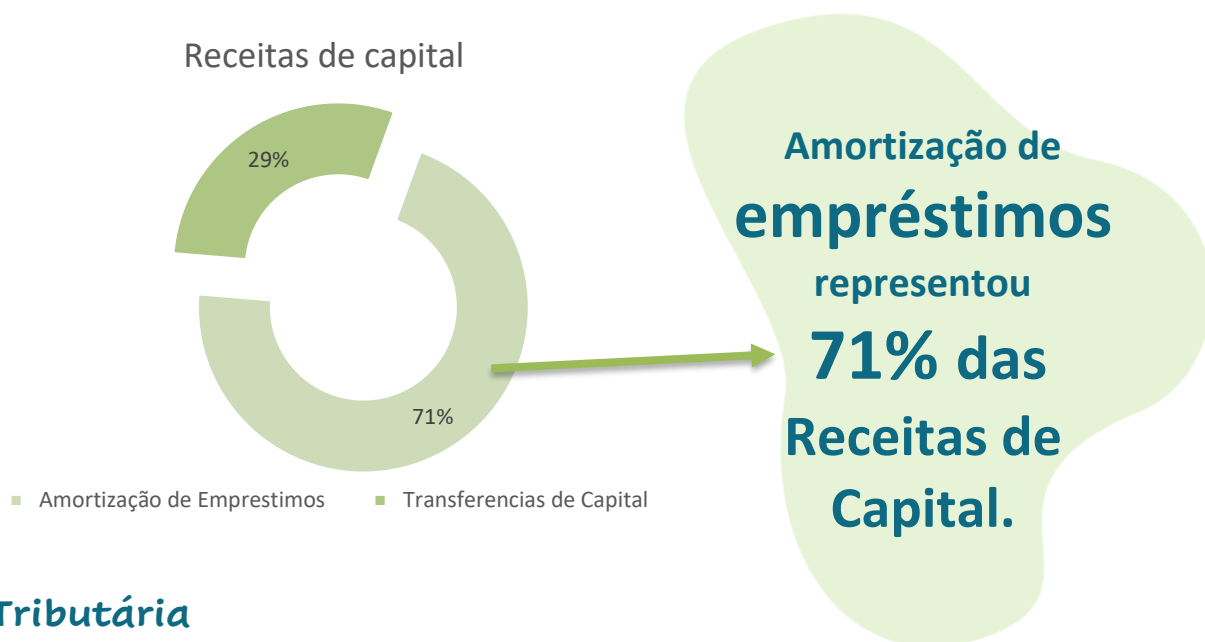 Receitas de capital
29%
71%
Amortização de Emprestimos
Transferencias de Capital
Amortização de
empréstimos
representou
71% das
Receitas de
Capital.
Tributária